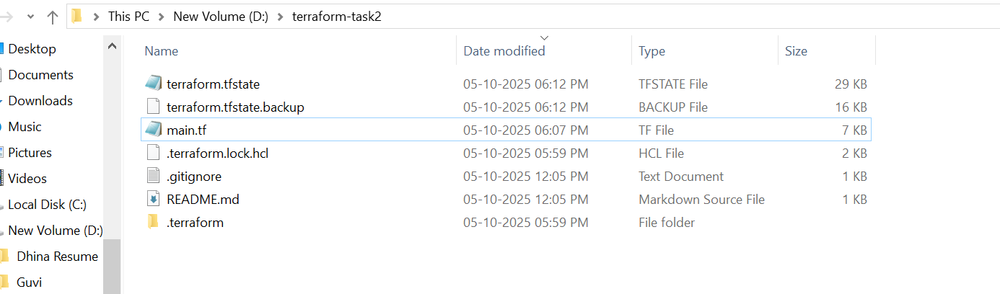 This PC > New Volume (D:) > terraform-task2
Desktop
Documents
Downloads
Music
Pictures
Videos
Local Disk (C:)
New Volume (D:)
Dhina Resume
Guvi
Name Date modified Type Size
terraform.tfstate 05-10-2025 06:12 PM TFSTATE File 29 KB
terraform.tfstate.backup 05-10-2025 06:12 PM BACKUP File 16 KB
main.tf 05-10-2025 06:07 PM TF File 7 KB
.terraform.lock.hcl 05-10-2025 05:59 PM HCL File 2 KB
.gitignore 05-10-2025 12:05 PM Text Document 1 KB
README.md 05-10-2025 12:05 PM Markdown Source File 1 KB
.terraform 05-10-2025 05:59 PM File folder